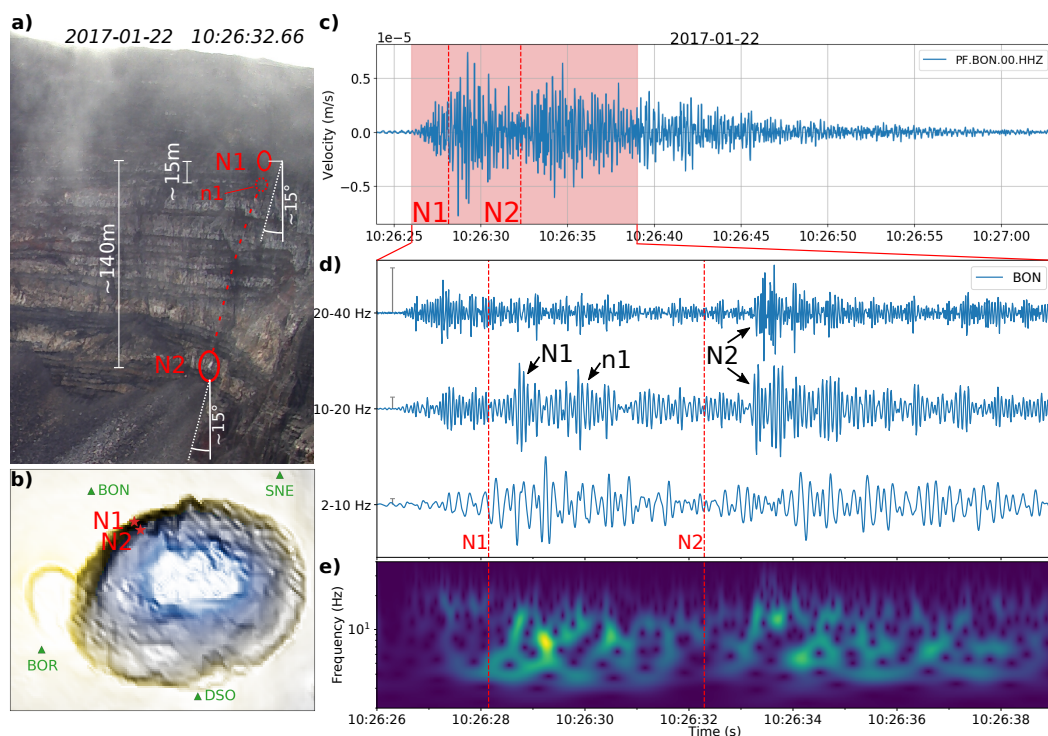 a)
2017-01-22 10:26:32.66
N1
~15m
n1
~15°
~140m
N2
~15°
b)
BON
SNE
N1
N2
BOR
DSO
c)
2017-01-22
1e−5
PF.BON.00.HHZ
Velocity (m/s)
0.5
0.0
−0.5
N1
N2
10:26:25
10:26:30
10:26:35
10:26:40
10:26:45
10:26:50
10:26:55
10:27:00
d)
BON
20-40 Hz
N1
n1
N2
10-20 Hz
2-10 Hz
N1
N2
e)
Frequency (Hz)
10¹
10:26:26
10:26:28
10:26:30
10:26:32
10:26:34
10:26:36
10:26:38
Time (s)